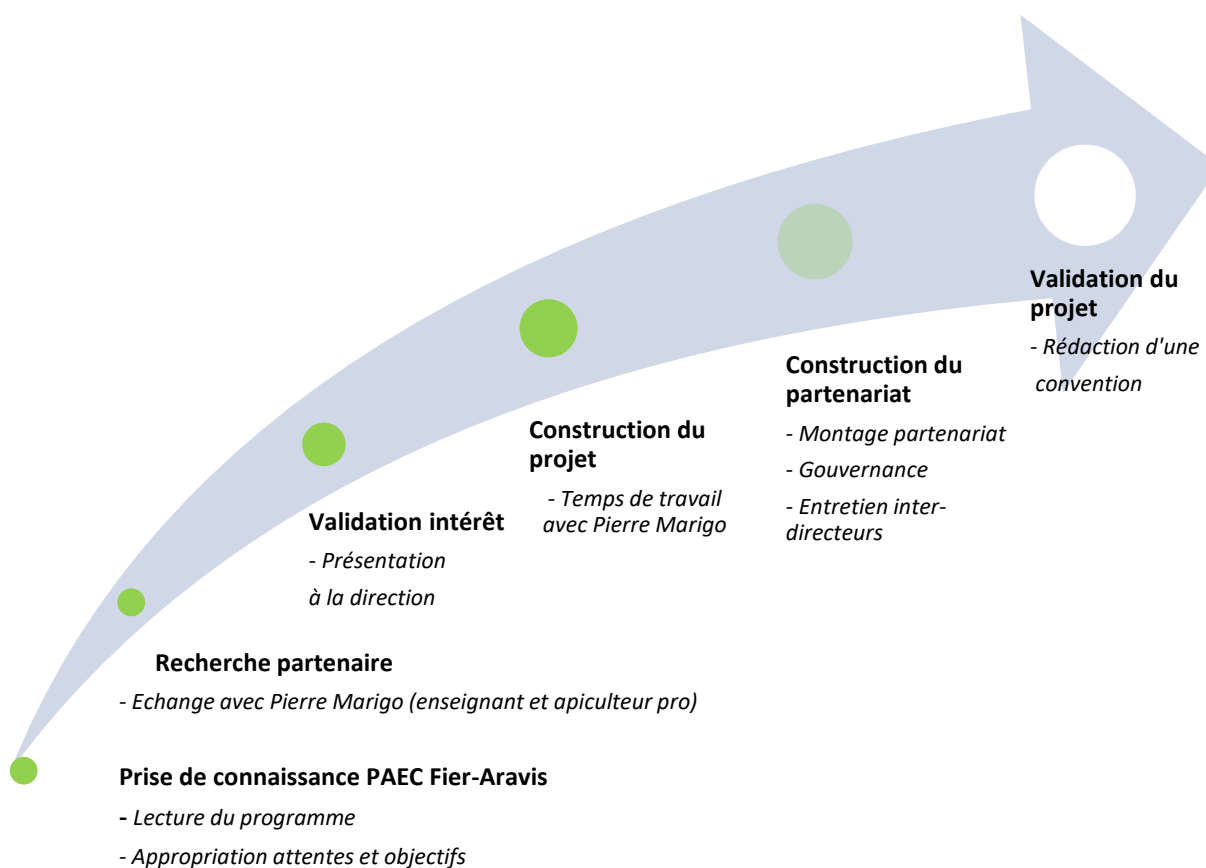 Validation du
projet
- Rédaction d'une
convention
Construction du
partenariat
- Montage partenariat
- Gouvernance
- Entretien inter-
directeurs
Construction du
projet
- Temps de travail
avec Pierre Marigo
Validation intérêt
- Présentation
à la direction
Recherche partenaire
- Echange avec Pierre Marigo (enseignant et apiculteur pro)
Prise de connaissance PAEC Fier-Aravis
- Lecture du programme
- Appropriation attentes et objectifs